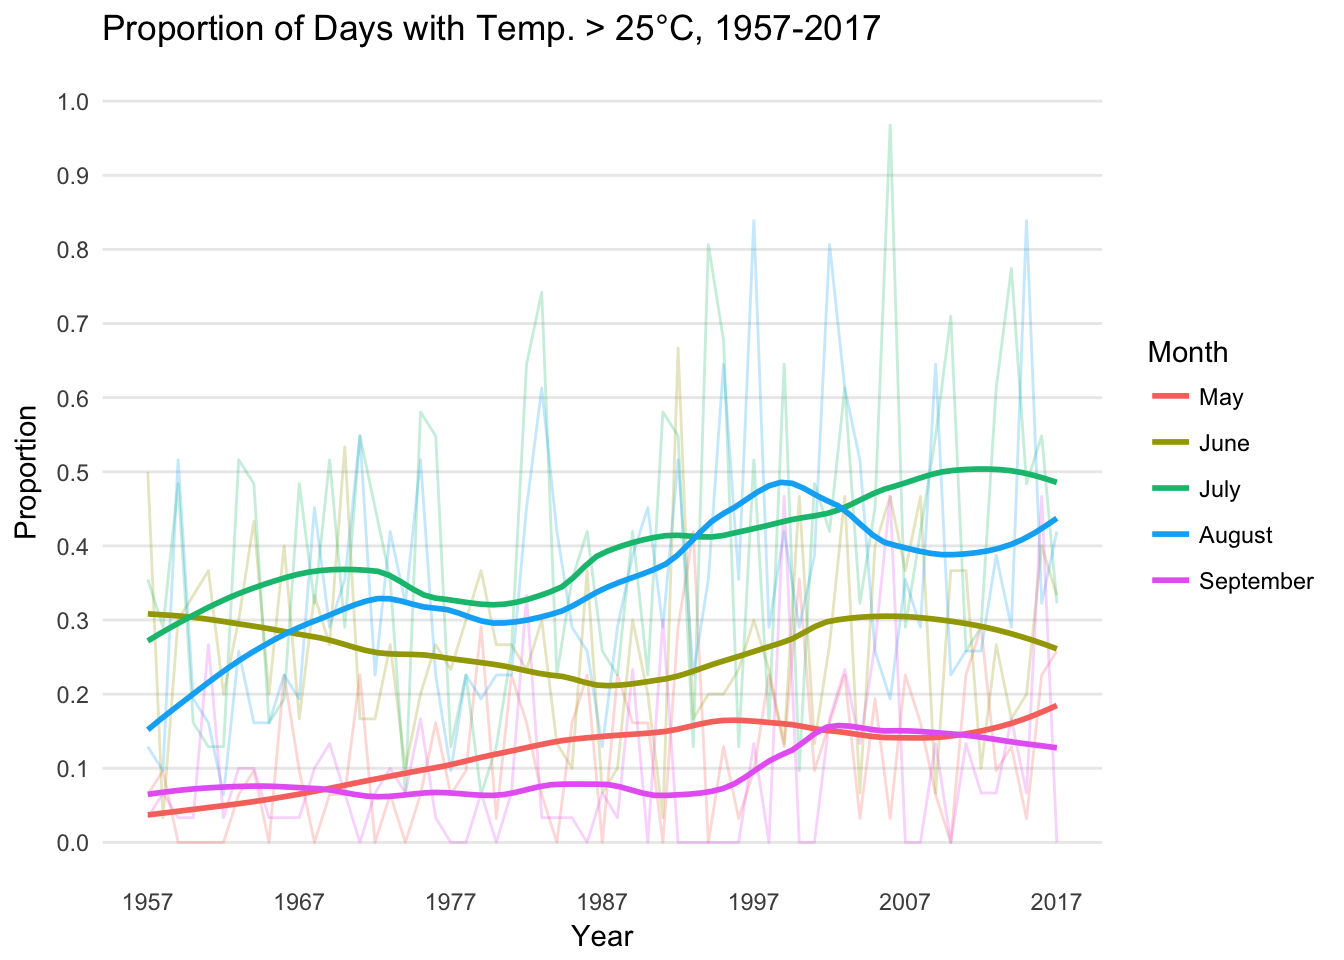 Proportion of Days with Temp. > 25°C, 1957-2017
1.0
0.9
0.8
0.7
0.6
0.5
0.4
0.3
0.2
0.1
0.0
Proportion
1957 1967 1977 1987 1997 2007 2017
Year
Month
May
June
July
August
September